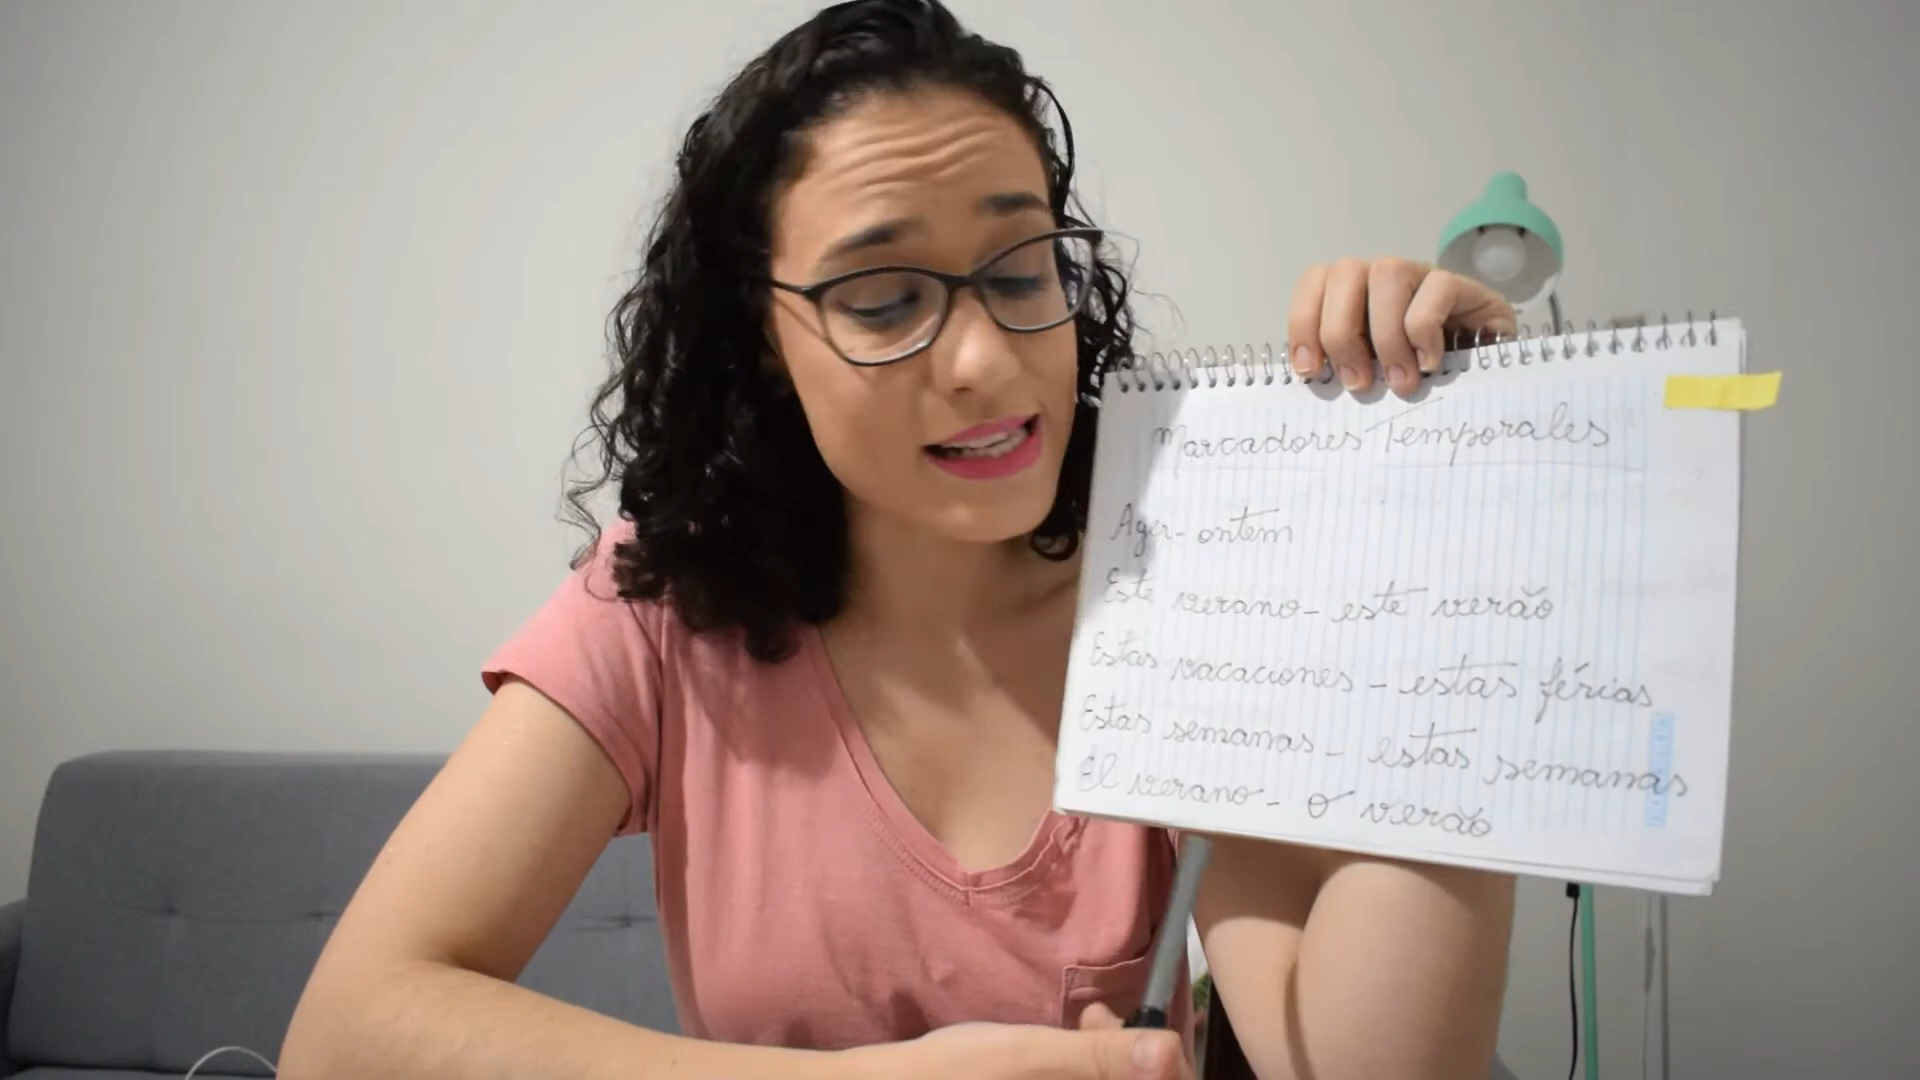 Marcadores Temporales
Ayer- ontem
Este verano- este verão
Estas vacaciones - estas férias
Estas semanas - estas semanas
El verano- o verão